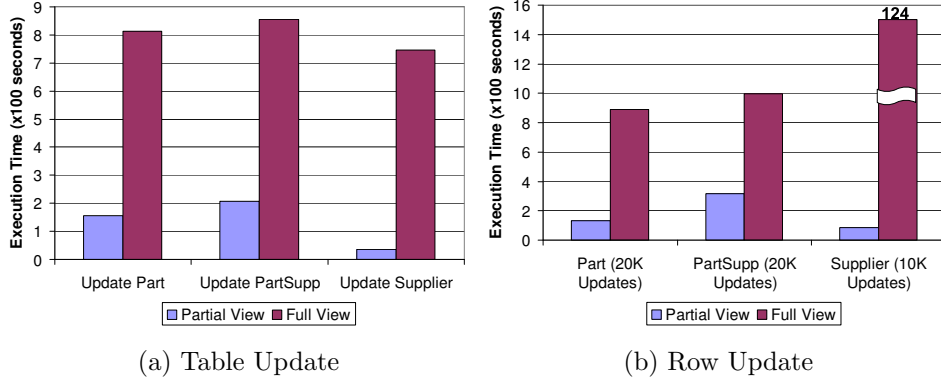 Execution Time (x100 seconds)
9
8
7
6
5
4
3
2
1
0
Update Part
Update PartSupp
Update Supplier
Partial View
Full View
(a) Table Update
Execution Time (x100 seconds)
16
14
12
10
8
6
4
2
0
124
Part (20K
Updates)
PartSupp (20K
Updates)
Supplier (10K
Updates)
Partial View
Full View
(b) Row Update